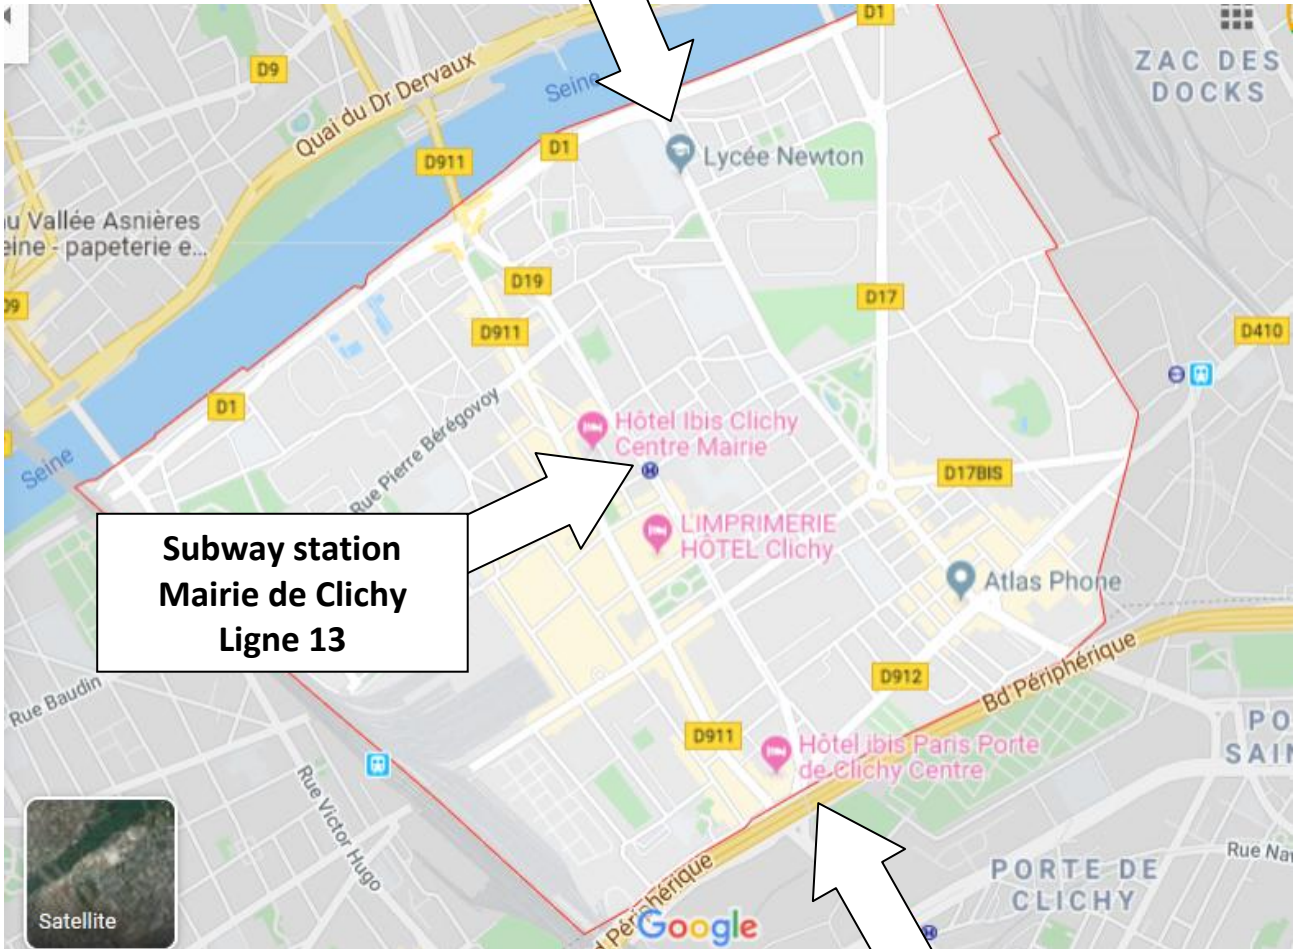 D1
ZAC DES
DOCKS
D9
Quai du Dr Dervaux
Seine
D911
D1
Lycée Newton
Vallée Asnières
eine - papeterie e...
D19
D17
D911
D410
D1
Hôtel Ibis Clichy
Centre Mairie
Rue Pierre Bérégovoy
Seine
D17BIS
L'IMPRIMERIE
HÔTEL Clichy
Subway station
Mairie de Clichy
Ligne 13
Atlas Phone
Rue Baudin
D912
Bd Périphérique
PO
SAIN
D911
Hôtel ibis Paris Porte
de Clichy Centre
Rue Victor Hugo
Rue Na
PORTE DE
CLICHY
Périphérique
Satellite
Google